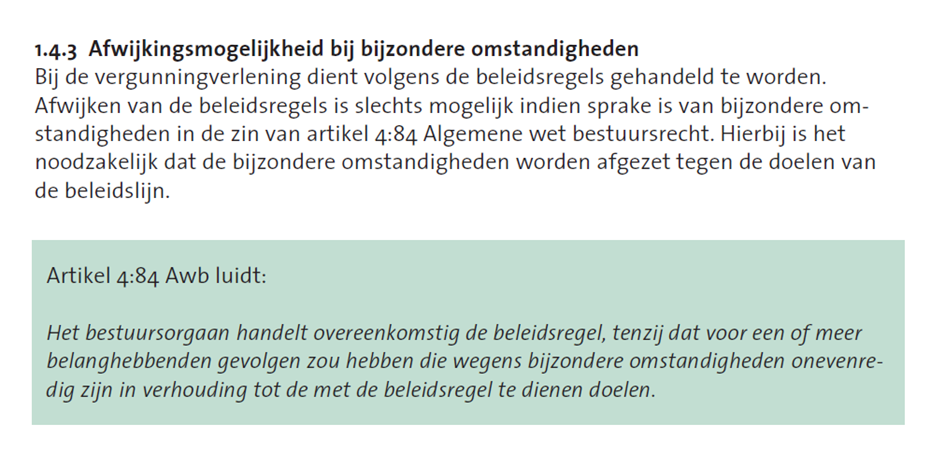 1.4.3 Afwijkingsmogelijkheid bij bijzondere omstandigheden
Bij de vergunningverlening dient volgens de beleidsregels gehandeld te worden.
Afwijken van de beleidsregels is slechts mogelijk indien sprake is van bijzondere om-
standigheden in de zin van artikel 4:84 Algemene wet bestuursrecht. Hierbij is het
noodzakelijk dat de bijzondere omstandigheden worden afgezet tegen de doelen van
de beleidslijn.
Artikel 4:84 Awb luidt:
Het bestuursorgaan handelt overeenkomstig de beleidsregel, tenzij dat voor een of meer
belanghebbenden gevolgen zou hebben die wegens bijzondere omstandigheden onevenre-
dig zijn in verhouding tot de met de beleidsregel te dienen doelen.